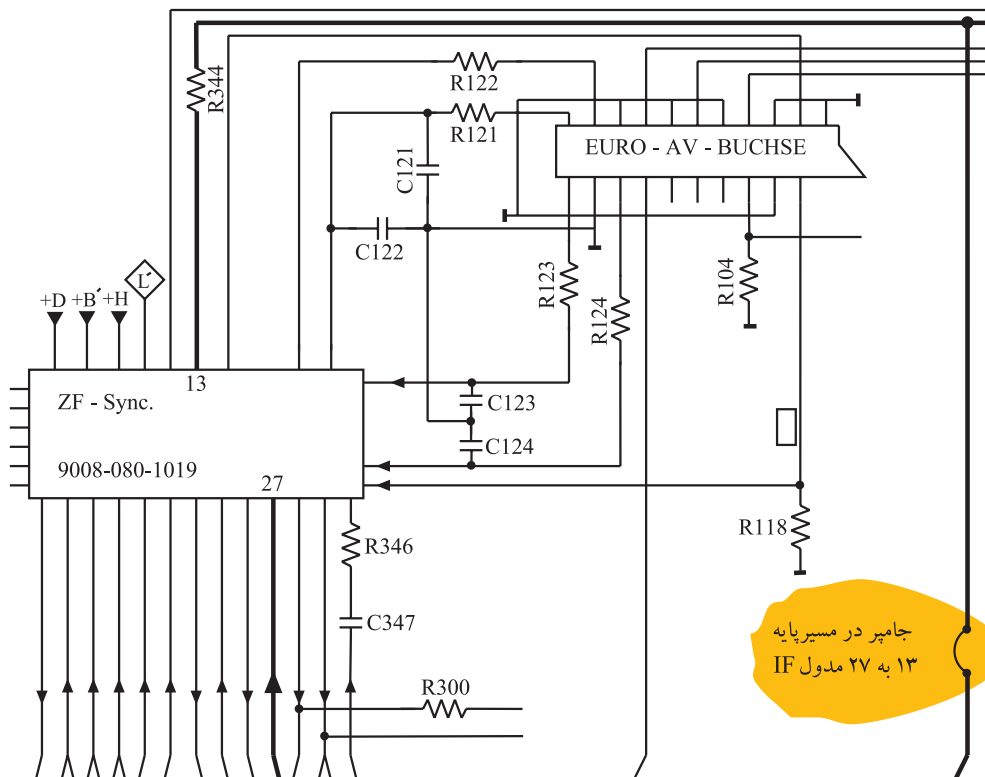 R122
R344
R121
EURO - AV - BUCHSE
C121
C122
L´
R123
R104
R124
+D
+B´
+H
13
ZF - Sync.
C123
C124
9008-080-1019
27
R118
R346
C347
جامپر در مسیرپایه
۱۳ به ۲۷ مدول IF
R300